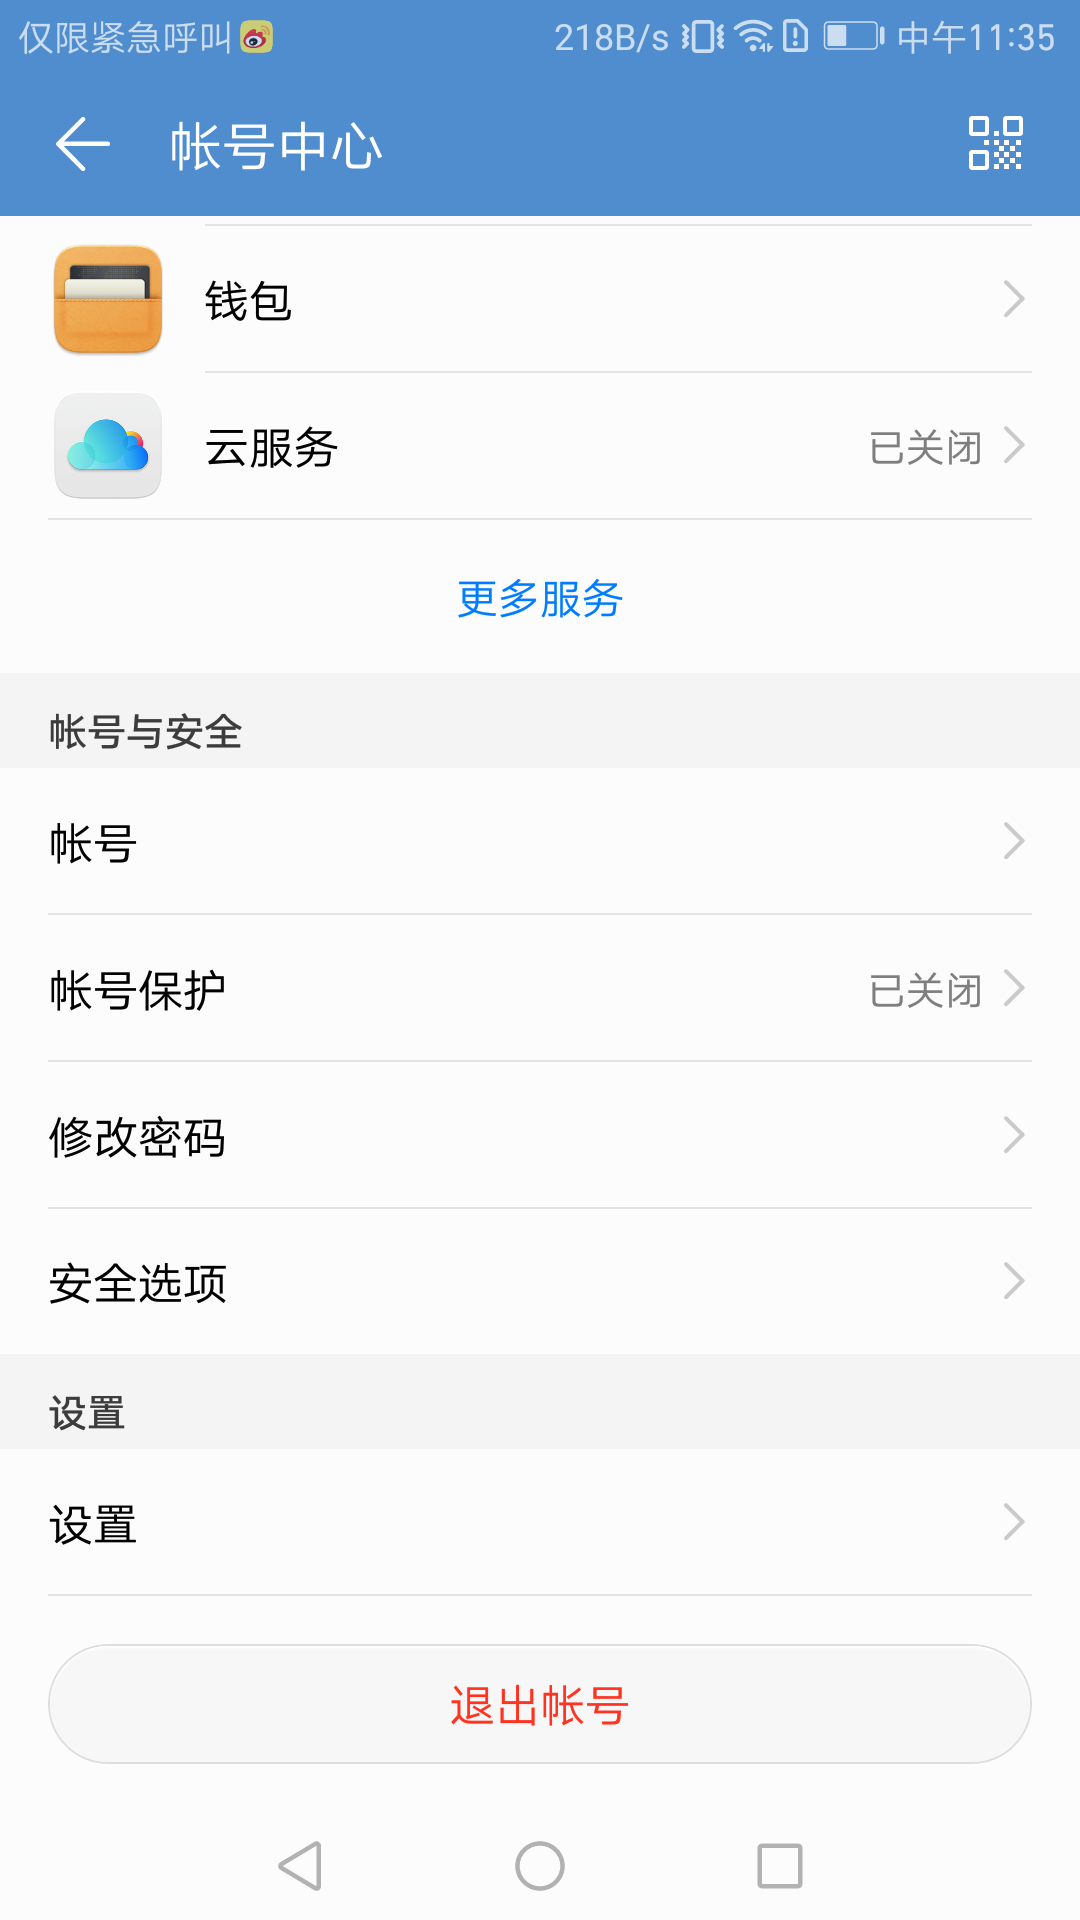 仅限紧急呼叫 218B/s 中午11:35
帐号中心
钱包
云服务 已关闭
更多服务
帐号与安全
帐号
帐号保护 已关闭
修改密码
安全选项
设置
设置
退出帐号